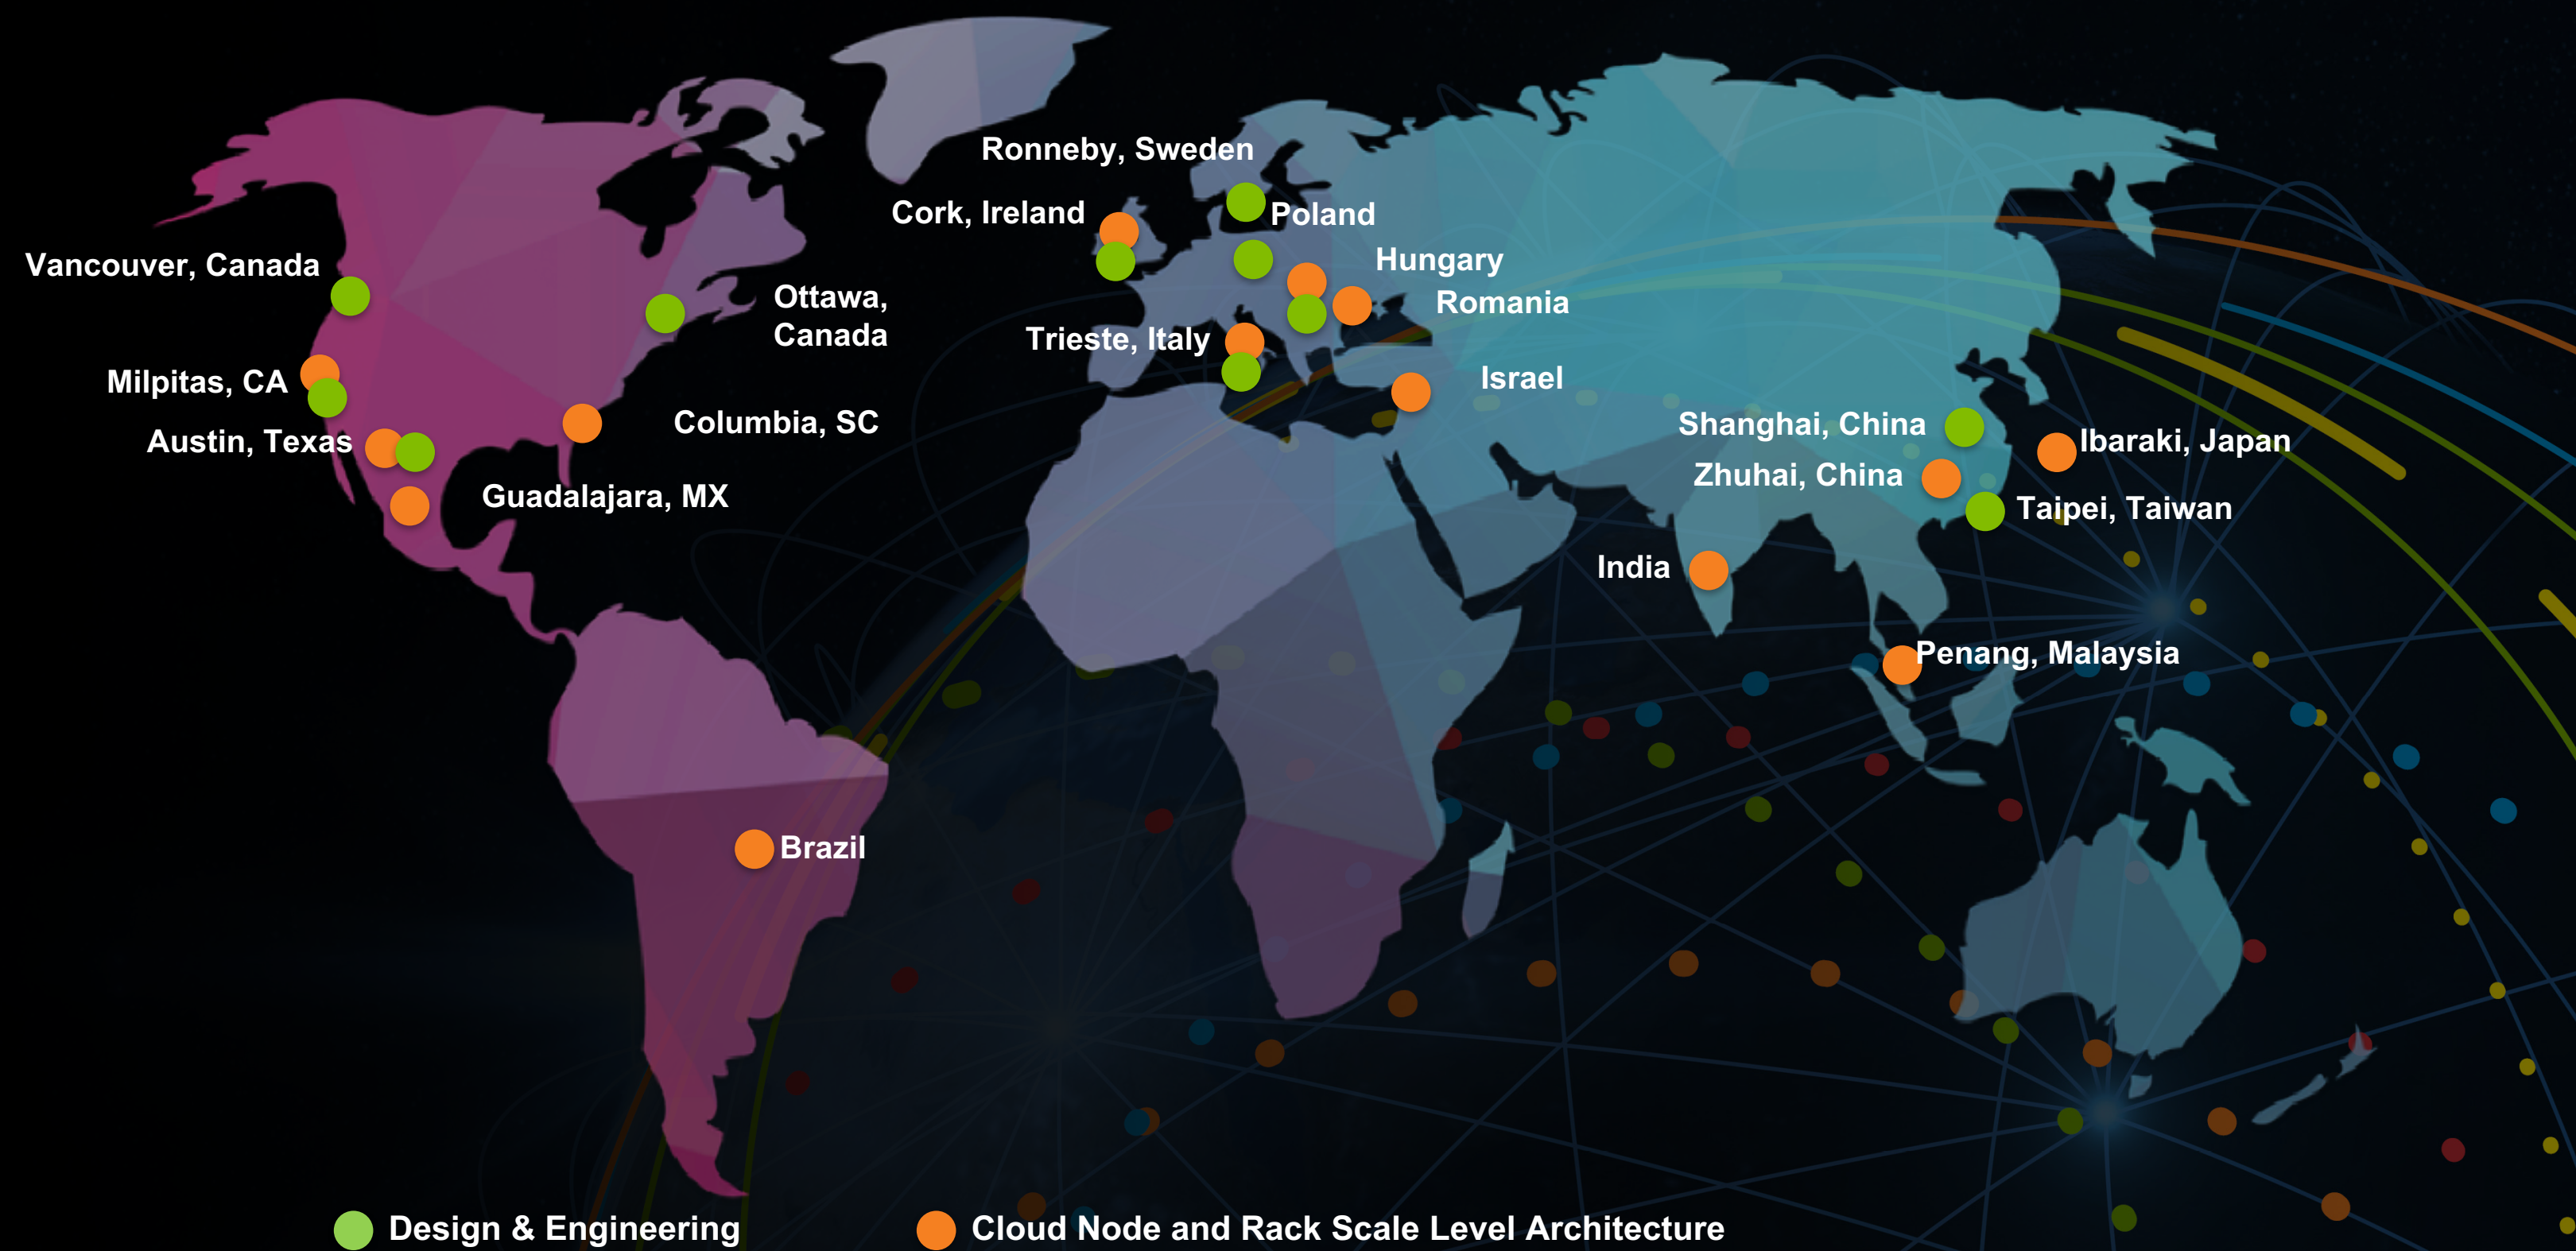 Ronneby, Sweden
Cork, Ireland
Poland
Vancouver, Canada
Hungary
Ottawa,
Canada
Romania
Trieste, Italy
Milpitas, CA
Israel
Columbia, SC
Shanghai, China
Austin, Texas
Ibaraki, Japan
Zhuhai, China
Guadalajara, MX
Taipei, Taiwan
India
Penang, Malaysia
Brazil
Design & Engineering
Cloud Node and Rack Scale Level Architecture